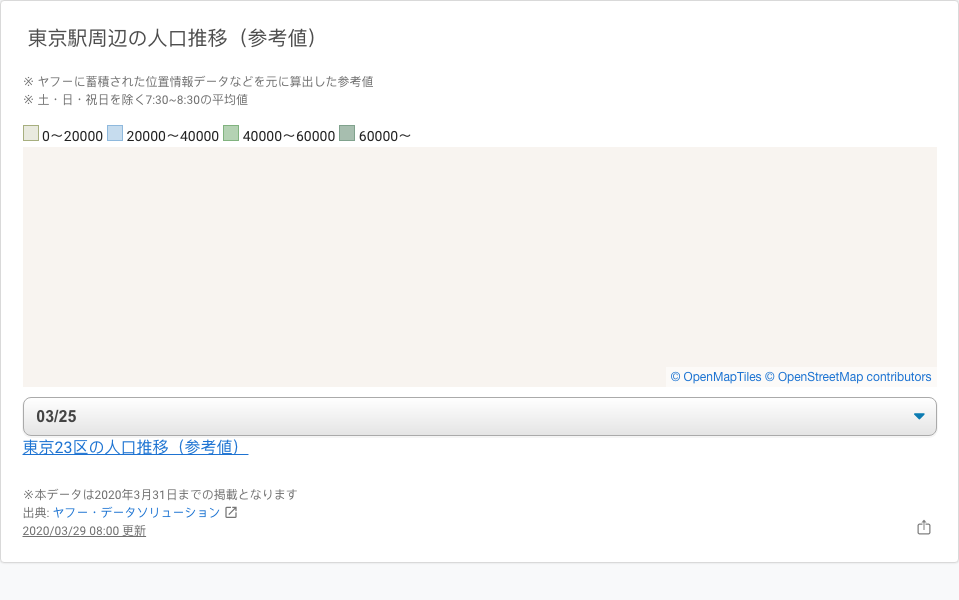 東京駅周辺の人口推移（参考値）
※ ヤフーに蓄積された位置情報データなどを元に算出した参考値
※ 土・日・祝日を除く7:30~8:30の平均値
0〜20000 20000〜40000 40000〜60000 60000〜
© OpenMapTiles © OpenStreetMap contributors
03/25
東京23区の人口推移（参考値）
※本データは2020年3月31日までの掲載となります
出典: ヤフー・データソリューション
2020/03/29 08:00 更新